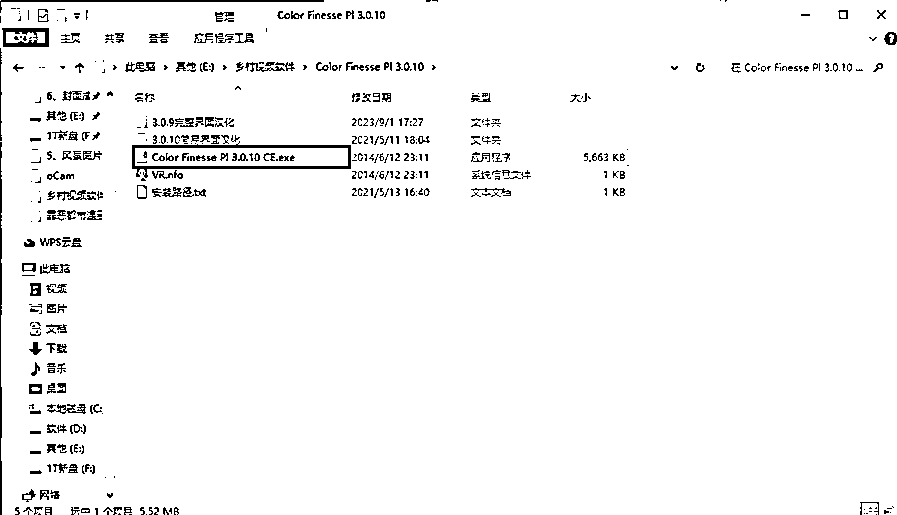 管理 Color Finesse Pl 3.0.10
文件 主页 共享 查看 应用程序工具
此电脑 › 其他 (E:) › 乡村视频软件 › Color Finesse Pl 3.0.10 › 在 Color Finesse Pl 3.0.10 ...
名称 修改日期 类型 大小
3.0.9完整界面汉化 2023/9/1 17:27 文件夹
3.0.10简易界面汉化 2021/5/11 18:04 文件夹
Color Finesse Pl 3.0.10 CE.exe 2014/6/12 23:11 应用程序 5,663 KB
VR.nfo 2014/6/12 23:11 系统信息文件 1 KB
安装路径.txt 2021/5/13 16:40 文本文档 1 KB
其他 (E:)
1T新盘 (F
5、风景图片
oCam
乡村视频软件
WPS云盘
此电脑
视频
图片
文档
下载
音乐
桌面
本地磁盘 (C:
软件 (D:)
其他 (E:)
1T新盘 (F:)
网络
5 个项目 选中 1 个项目 5.52 MB